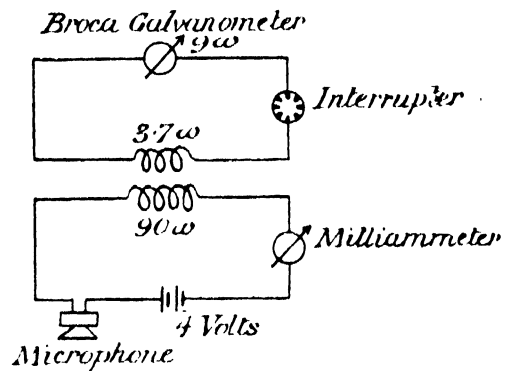 Broca Galvanometer
9ω
Interrupter
3·7ω
90ω
Milliammeter
4 Volts
Microphone